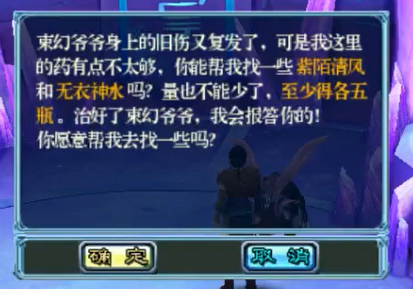 束幻爷爷身上的旧伤又复发了，可是我这里
的药有点不太够，你能帮我找一些 紫陌清风
和 无衣神水 吗？量也不能少了，至少得各五
瓶 。治好了束幻爷爷，我会报答你的！
你愿意帮我去找一些吗？
确 定
取 消